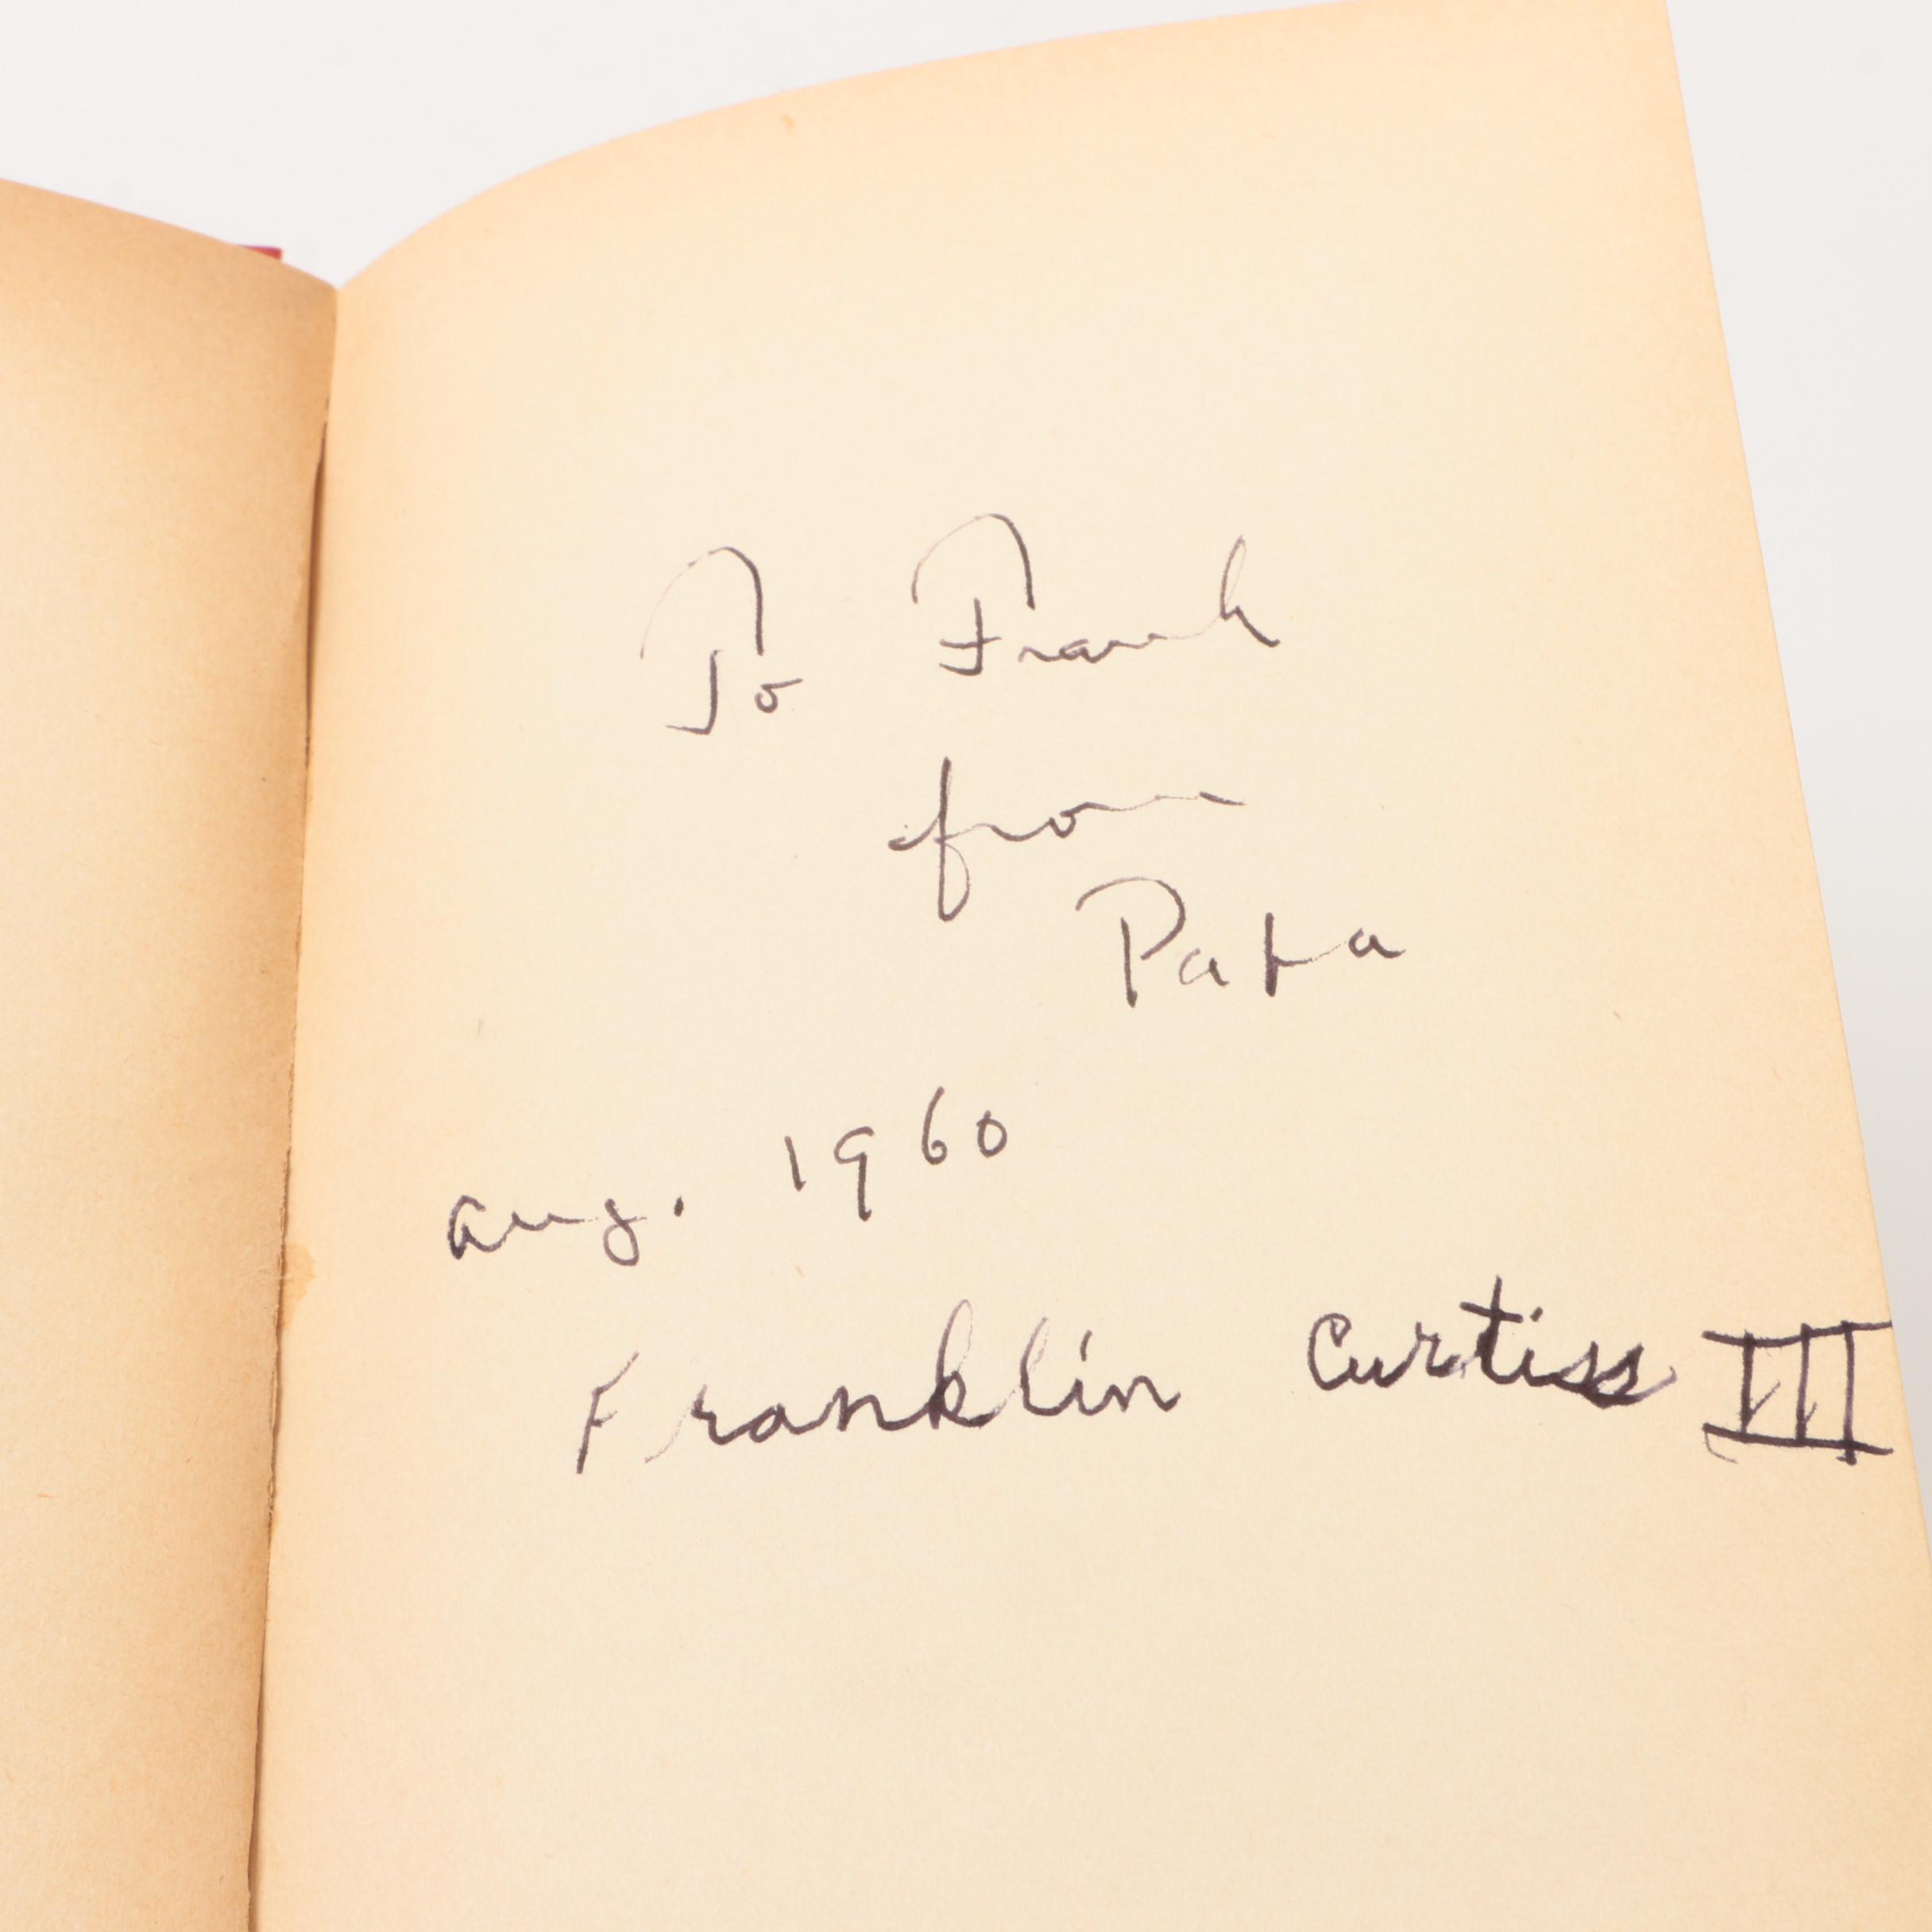 To Frank
from
Papa
Aug. 1960
Franklin Curtiss III